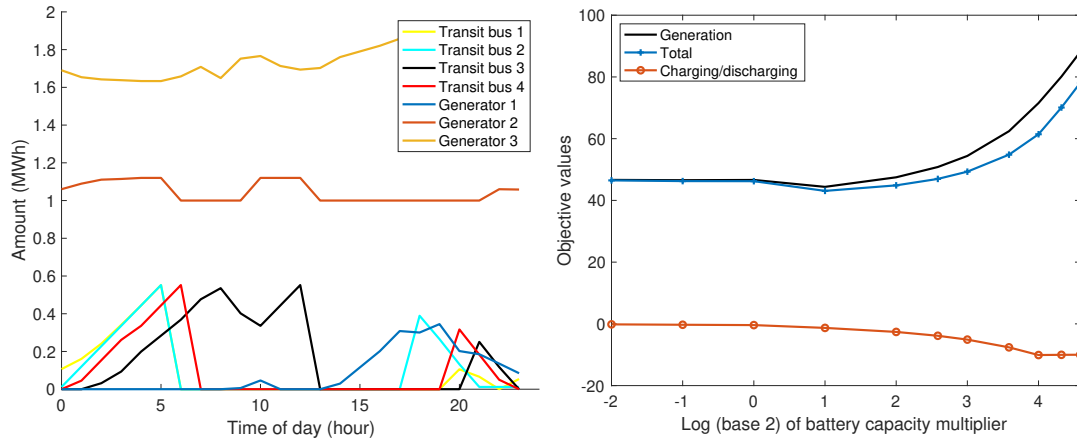 2
1.8
1.6
1.4
1.2
1
0.8
0.6
0.4
0.2
0
Amount (MWh)
0
5
10
15
20
Time of day (hour)
Transit bus 1
Transit bus 2
Transit bus 3
Transit bus 4
Generator 1
Generator 2
Generator 3
100
80
60
40
20
0
-20
Objective values
-2
-1
0
1
2
3
4
Log (base 2) of battery capacity multiplier
Generation
Total
Charging/discharging